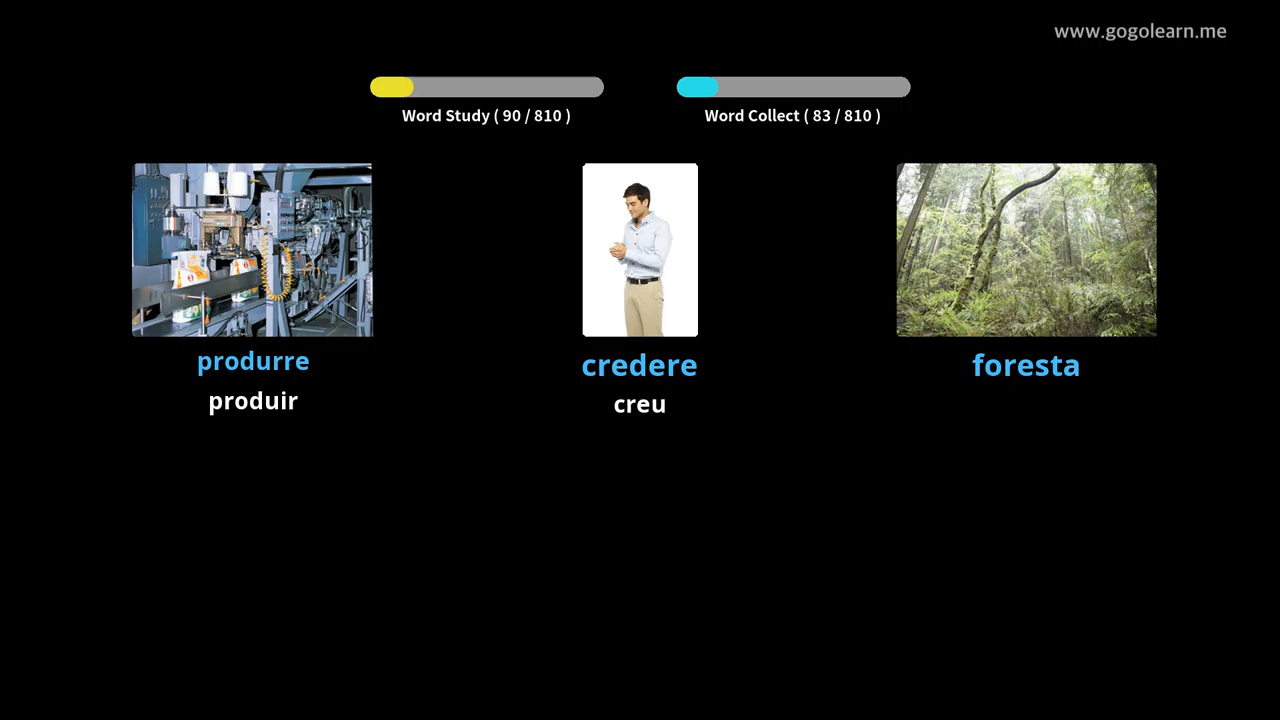 www.gogolearn.me
Word Study ( 90 / 810 )
Word Collect ( 83 / 810 )
produrre
produir
credere
creu
foresta